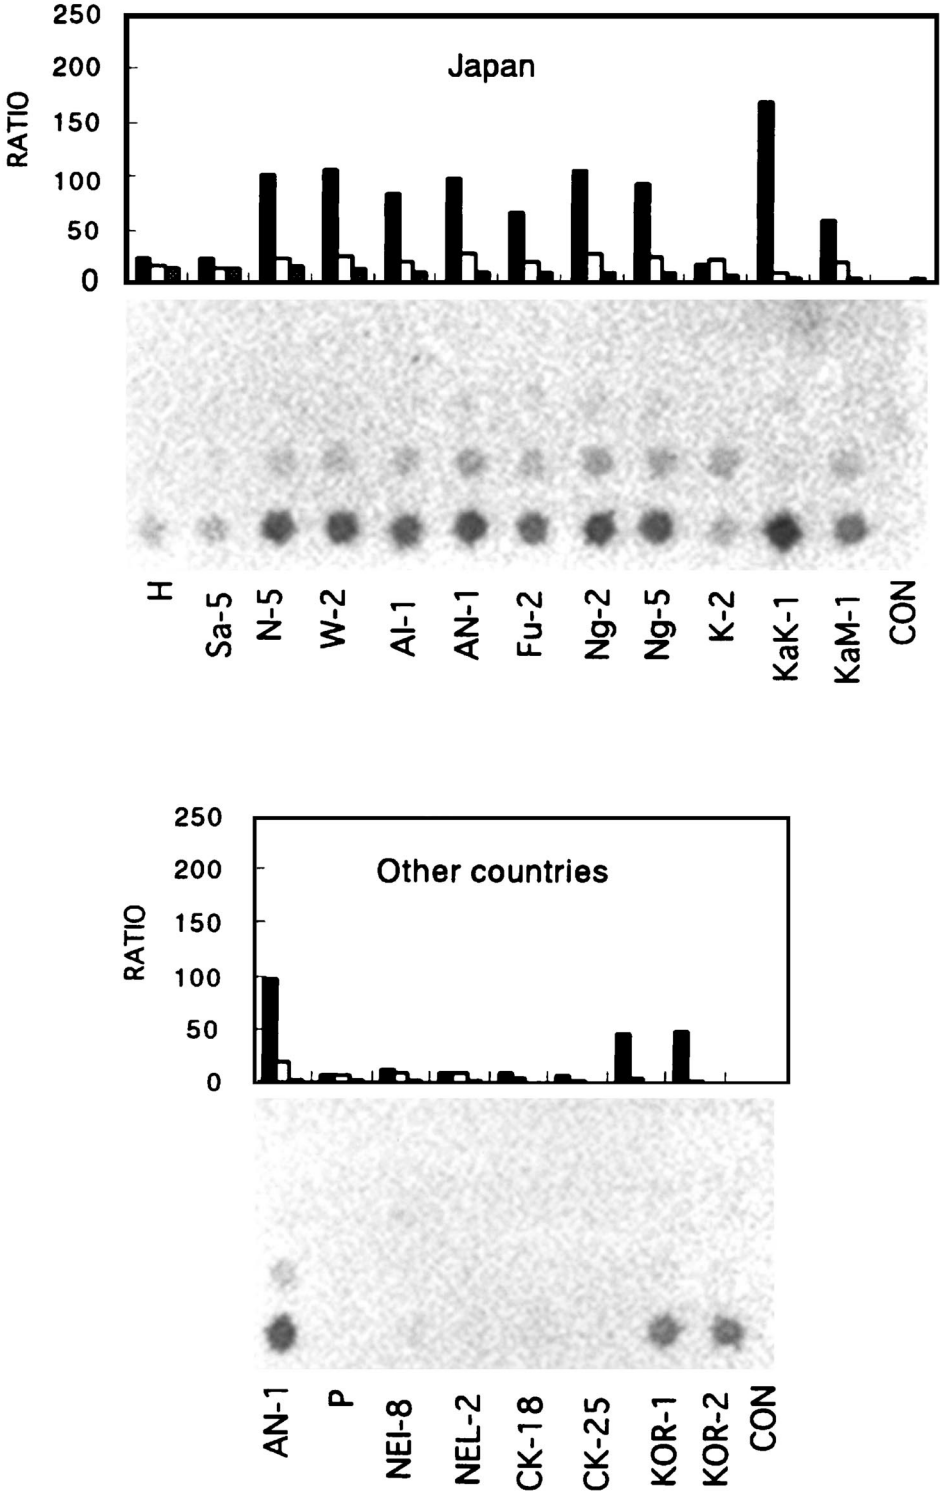 250
200
150
100
50
0
RATIO
Japan
H
Sa-5
N-5
W-2
AI-1
AN-1
Fu-2
Ng-2
Ng-5
K-2
KaK-1
KaM-1
CON
250
200
150
100
50
0
RATIO
Other countries
AN-1
P
NEI-8
NEL-2
CK-18
CK-25
KOR-1
KOR-2
CON